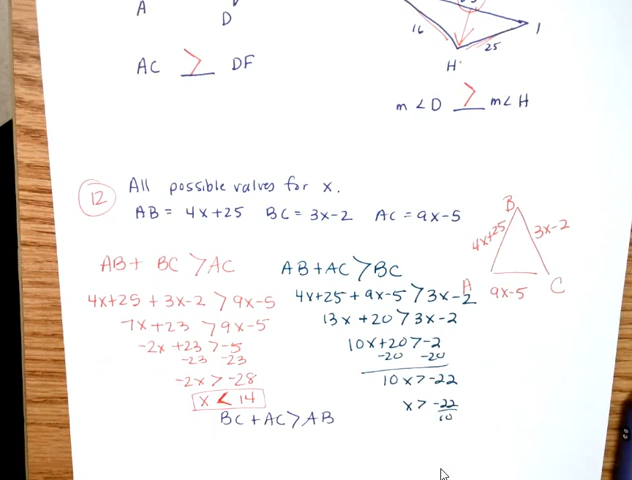 A
D
AC > DF
16
25
I
H
m∠D > m∠H
12
All possible values for x.
AB = 4x+25 BC = 3x-2 AC = 9x-5
B
4x+25
3x-2
A
9x-5
C
AB + BC > AC
4x+25 + 3x-2 > 9x-5
7x+23 > 9x-5
-2x +23 > -5
-23 -23
-2x > -28
x < 14
AB + AC > BC
4x+25 + 9x-5 > 3x-2
13x +20 > 3x-2
10x+20 > -2
-20 -20
10x > -22
x > -22
10
BC + AC > AB